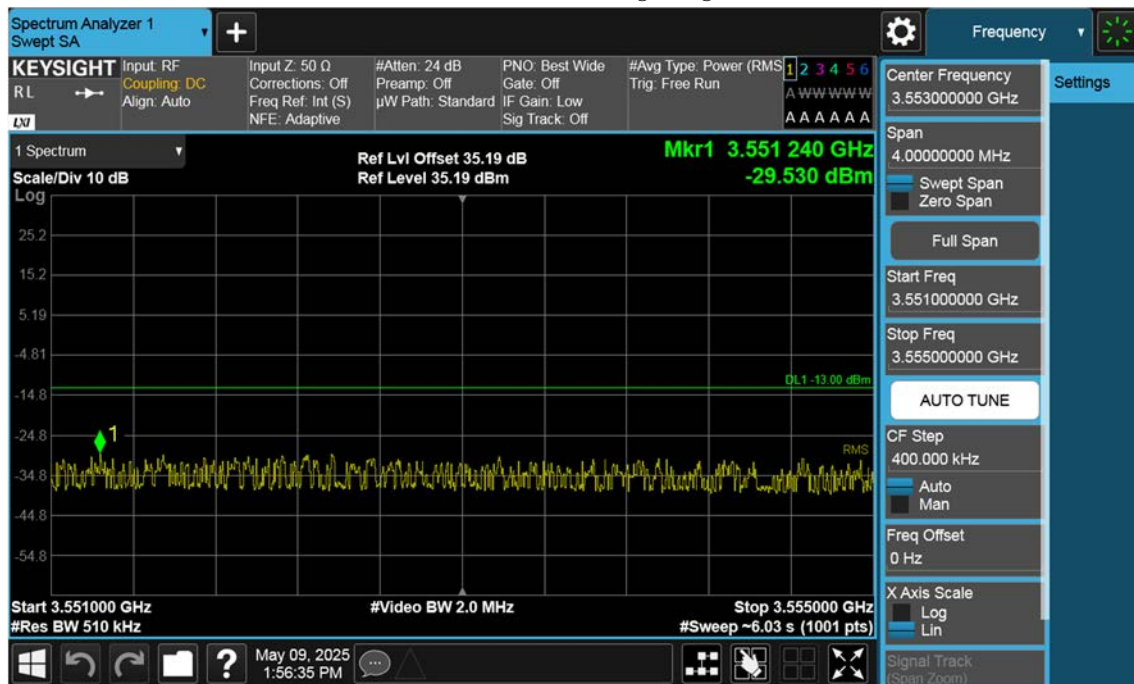 Spectrum Analyzer 1
Swept SA
+
Frequency
KEYSIGHT
RL
LXI
Input: RF
Coupling: DC
Align: Auto
Input Z: 50 Ω
Corrections: Off
Freq Ref: Int (S)
NFE: Adaptive
#Atten: 24 dB
Preamp: Off
µW Path: Standard
PNO: Best Wide
Gate: Off
IF Gain: Low
Sig Track: Off
#Avg Type: Power (RMS
Trig: Free Run
1 2 3 4 5 6
A W W W W W
A A A A A A
1 Spectrum
Scale/Div 10 dB
Ref Lvl Offset 35.19 dB
Ref Level 35.19 dBm
Mkr1 3.551 240 GHz
-29.530 dBm
Log
25.2
15.2
5.19
-4.81
-14.8
-24.8
-34.8
-44.8
-54.8
DL1 -13.00 dBm
1
RMS
Start 3.551000 GHz
#Res BW 510 kHz
#Video BW 2.0 MHz
Stop 3.555000 GHz
#Sweep ~6.03 s (1001 pts)
Center Frequency
3.553000000 GHz
Settings
Span
4.00000000 MHz
Swept Span
Zero Span
Full Span
Start Freq
3.551000000 GHz
Stop Freq
3.555000000 GHz
AUTO TUNE
CF Step
400.000 kHz
Auto
Man
Freq Offset
0 Hz
X Axis Scale
Log
Lin
Signal Track
(Span Zoom)
?
May 09, 2025
1:56:35 PM